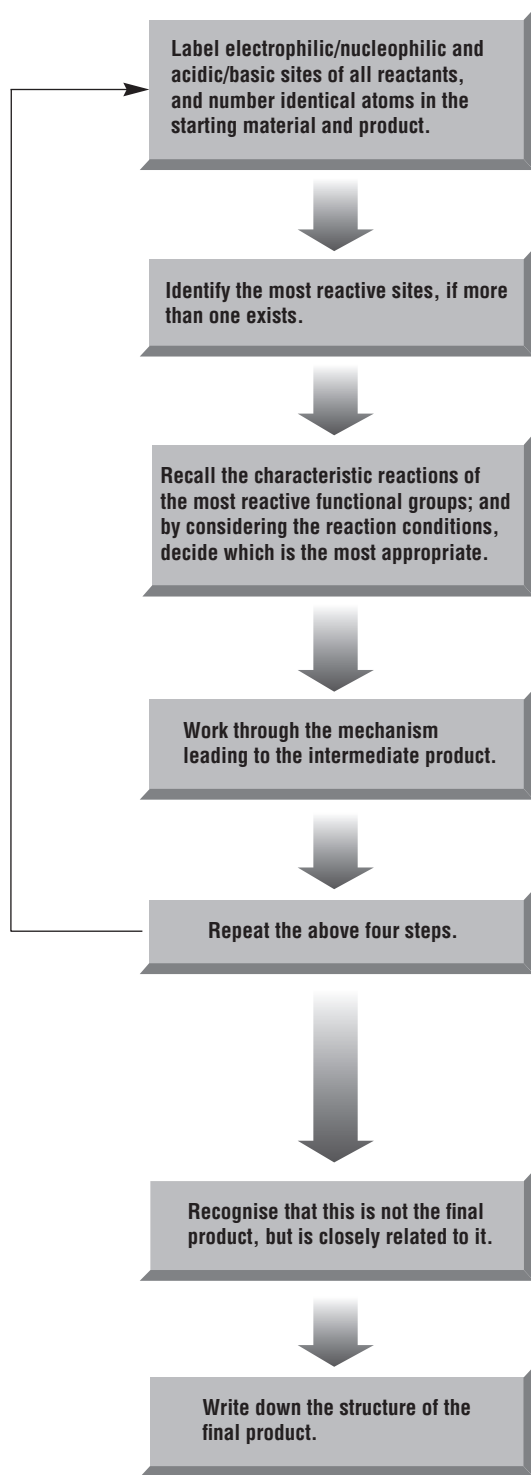 Label electrophilic/nucleophilic and
acidic/basic sites of all reactants,
and number identical atoms in the
starting material and product.
Identify the most reactive sites, if more
than one exists.
Recall the characteristic reactions of
the most reactive functional groups; and
by considering the reaction conditions,
decide which is the most appropriate.
Work through the mechanism
leading to the intermediate product.
Repeat the above four steps.
Recognise that this is not the final
product, but is closely related to it.
Write down the structure of the
final product.